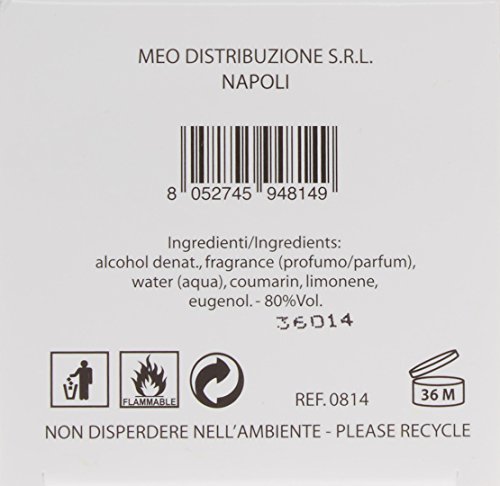 MEO DISTRIBUZIONE S.R.L.
NAPOLI
8 052745 948149
Ingredienti/Ingredients:
alcohol denat., fragrance (profumo/parfum),
water (aqua), coumarin, limonene,
eugenol. - 80%Vol.
36014
FLAMMABLE
REF. 0814
36 M
NON DISPERDERE NELL'AMBIENTE - PLEASE RECYCLE